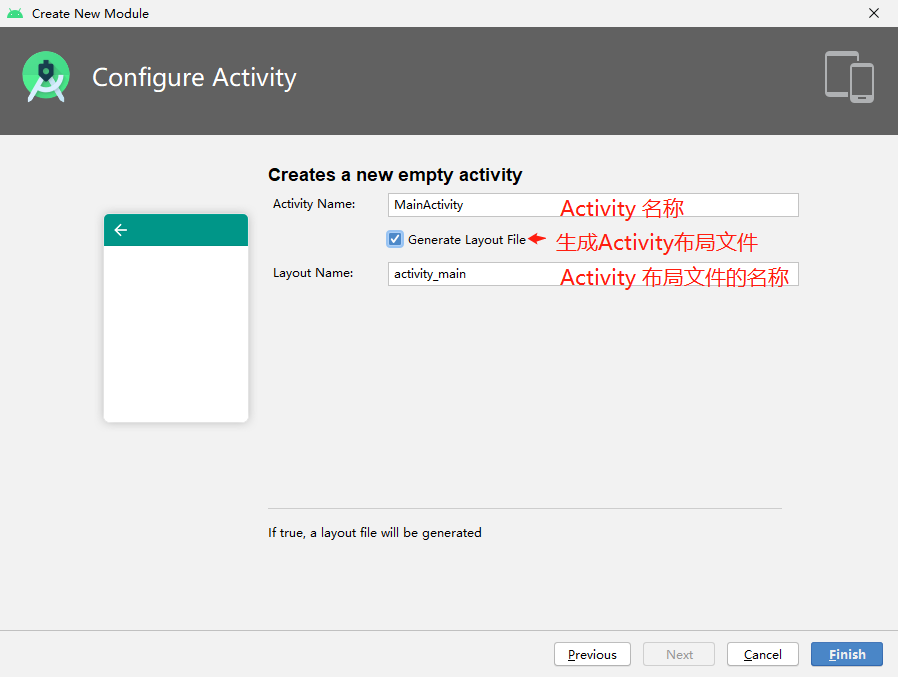 Create New Module
Configure Activity
Creates a new empty activity
Activity Name:
MainActivity
Activity 名称
Generate Layout File
生成Activity布局文件
Layout Name:
activity_main
Activity 布局文件的名称
If true, a layout file will be generated
Previous
Next
Cancel
Finish